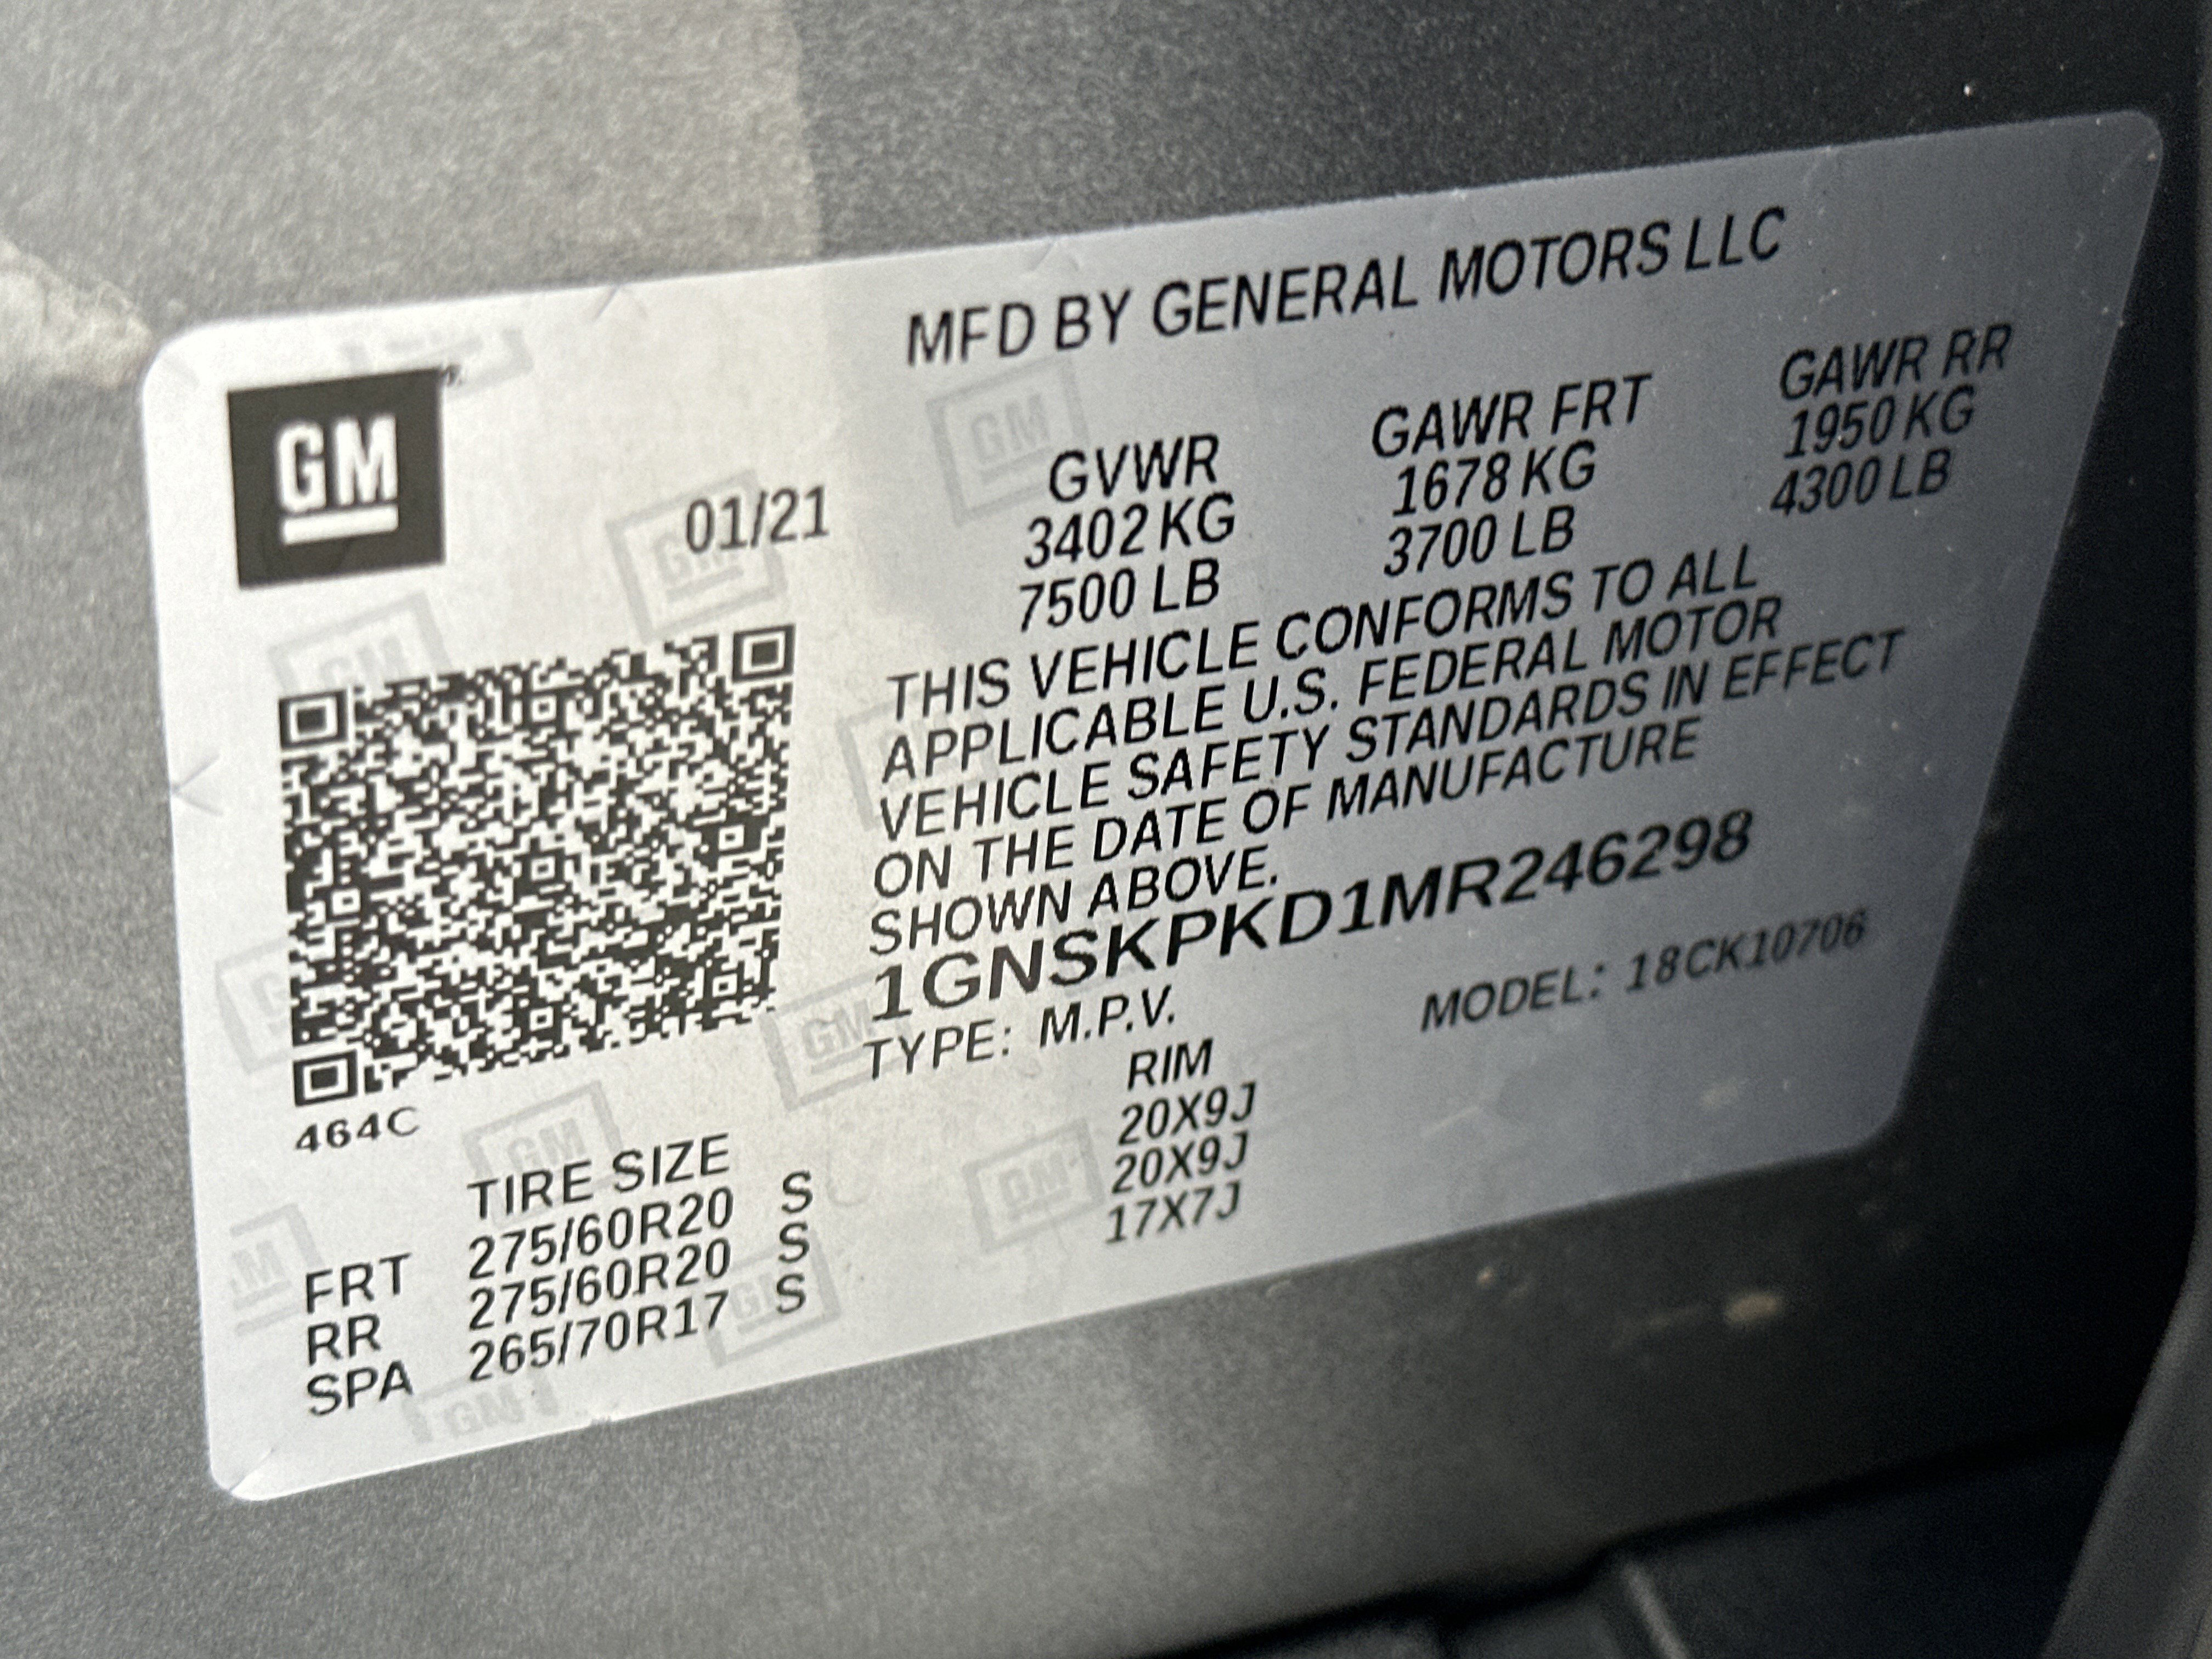 MFD BY GENERAL MOTORS LLC
GM
01/21
GVWR GAWR FRT GAWR RR
3402 KG 1678 KG 1950 KG
7500 LB 3700 LB 4300 LB
THIS VEHICLE CONFORMS TO ALL
APPLICABLE U.S. FEDERAL MOTOR
VEHICLE SAFETY STANDARDS IN EFFECT
ON THE DATE OF MANUFACTURE
SHOWN ABOVE.
1GNSKPKD1MR246298
TYPE: M.P.V. MODEL: 18CK10706
464C
TIRE SIZE RIM
FRT 275/60R20 S 20X9J
RR 275/60R20 S 20X9J
SPA 265/70R17 S 17X7J